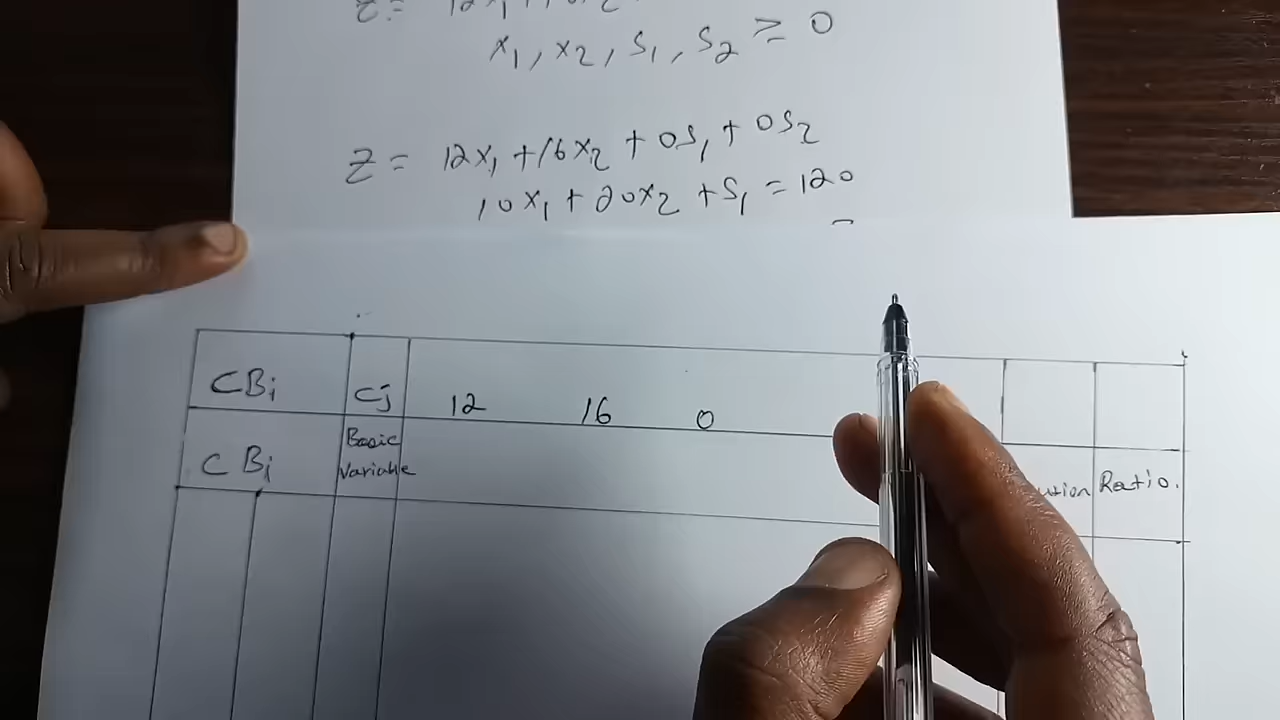 Z = 12x₁ +
x₁, x₂, s₁, s₂ ≥ 0
Z = 12x₁ + 16x₂ + 0s₁ + 0s₂
10x₁ + 20x₂ + s₁ = 120
CBi Cj 12 16 0
CBi Basic Variable Ratio.